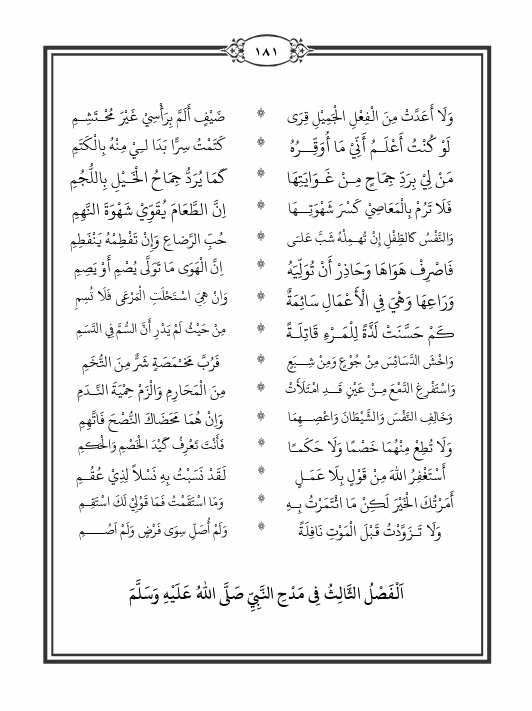 ١٨١
وَلَا أَعَدَّتْ مِنَ الْفِعْلِ الْجَمِيْلِ قِرَى * ضَيْفٍ أَلَمَّ بِرَأْسِيْ غَيْرَ مُحْتَشِمِ
لَوْ كُنْتُ أَعْلَمُ أَنِّيْ مَا أُوَقِّرُهُ * كَتَمْتُ سِرًّا بَدَا لِيْ مِنْهُ بِالْكَتَمِ
مَنْ لِيْ بِرَدِّ جِمَاحٍ مِنْ غَوَايَتِهَا * كَمَا يُرَدُّ جِمَاحُ الْخَيْلِ بِاللُّجُمِ
فَلَا تَرُمْ بِالْمَعَاصِيْ كَسْرَ شَهْوَتِهَا * اِنَّ الطَّعَامَ يُقَوِّيْ شَهْوَةَ النَّهِمِ
وَالنَّفْسُ كَالطِّفْلِ إِنْ تُهْمِلْهُ شَبَّ عَلَى * حُبِّ الرَّضَاعِ وَإِنْ تَفْطِمْهُ يَنْفَطِمِ
فَاصْرِفْ هَوَاهَا وَحَاذِرْ أَنْ تُوَلِّيَهُ * اِنَّ الْهَوَى مَا تَوَلَّى يُصْمِ أَوْ يَصِمِ
وَرَاعِهَا وَهْيَ فِي الْأَعْمَالِ سَائِمَةٌ * وَاِنْ هِيَ اسْتَحْلَتِ الْمَرْعَى فَلَا تُسِمِ
كَمْ حَسَّنَتْ لَذَّةً لِلْمَرْءِ قَاتِلَةً * مِنْ حَيْثُ لَمْ يَدْرِ أَنَّ السُّمَّ فِي الدَّسَمِ
وَاخْشَ الدَّسَائِسَ مِنْ جُوْعٍ وَمِنْ شِبَعٍ * فَرُبَّ مَخْمَصَةٍ شَرٌّ مِنَ التُّخَمِ
وَاسْتَفْرِغِ الدَّمْعَ مِنْ عَيْنٍ قَدِ امْتَلَأَتْ * مِنَ الْمَحَارِمِ وَالْزَمْ حِمْيَةَ النَّدَمِ
وَخَالِفِ النَّفْسَ وَالشَّيْطَانَ وَاعْصِهِمَا * وَاِنْ هُمَا مَحَضَاكَ النُّصْحَ فَاتَّهِمِ
وَلَا تُطِعْ مِنْهُمَا خَصْمًا وَلَا حَكَمًا * فَأَنْتَ تَعْرِفُ كَيْدَ الْخَصْمِ وَالْحَكَمِ
أَسْتَغْفِرُ اللهَ مِنْ قَوْلٍ بِلَا عَمَلٍ * لَقَدْ نَسَبْتُ بِهِ نَسْلًا لِذِيْ عُقُمِ
أَمَرْتُكَ الْخَيْرَ لَكِنْ مَا ائْتَمَرْتُ بِهِ * وَمَا اسْتَقَمْتُ فَمَا قَوْلِيْ لَكَ اسْتَقِمِ
وَلَا تَزَوَّدْتُ قَبْلَ الْمَوْتِ نَافِلَةً * وَلَمْ أُصَلِّ سِوَى فَرْضٍ وَلَمْ اَصُمِ
اَلْفَصْلُ الثَّالِثُ فِى مَدْحِ النَّبِيِّ صَلَّى اللهُ عَلَيْهِ وَسَلَّمَ